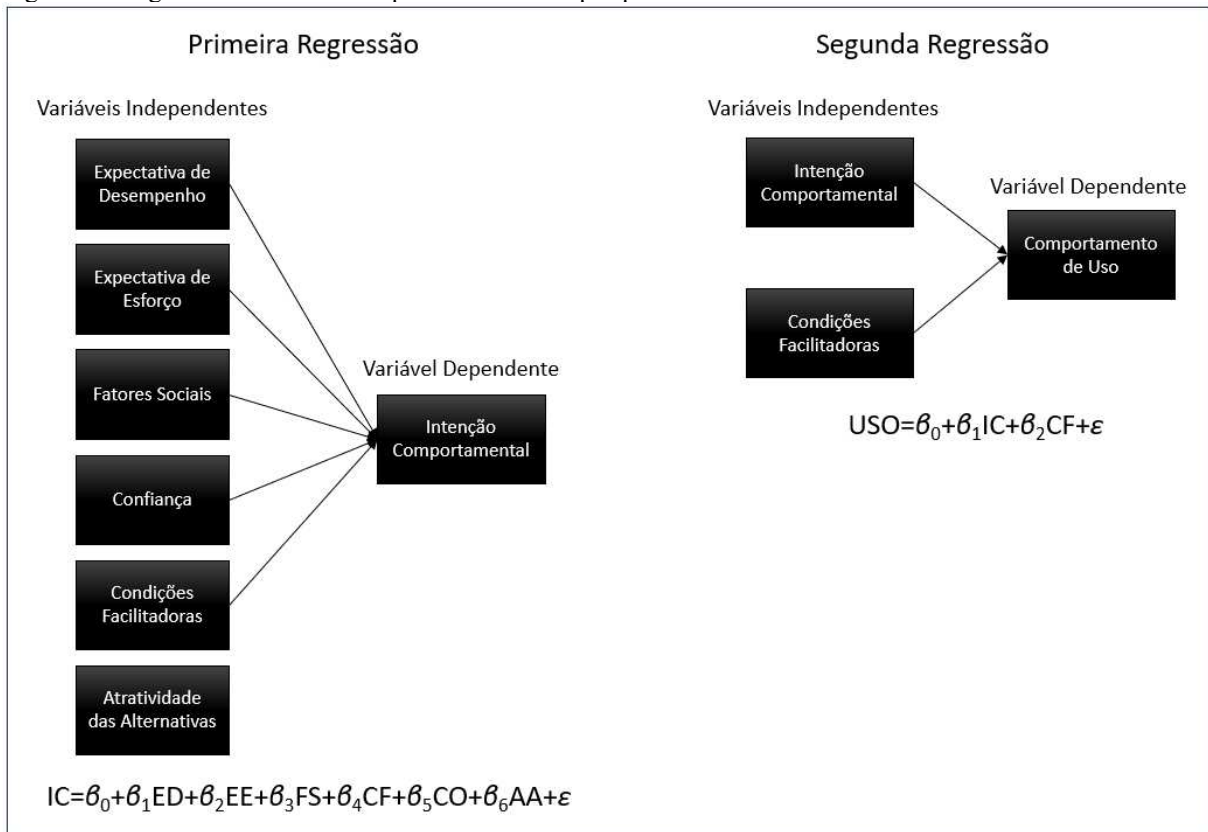 Primeira Regressão
Variáveis Independentes
Expectativa de
Desempenho
Expectativa de
Esforço
Fatores Sociais
Confiança
Condições
Facilitadoras
Atratividade
das Alternativas
Variável Dependente
Intenção
Comportamental
IC=β₀+β₁ED+β₂EE+β₃FS+β₄CF+β₅CO+β₆AA+ε
Segunda Regressão
Variáveis Independentes
Intenção
Comportamental
Condições
Facilitadoras
Variável Dependente
Comportamento
de Uso
USO=β₀+β₁IC+β₂CF+ε